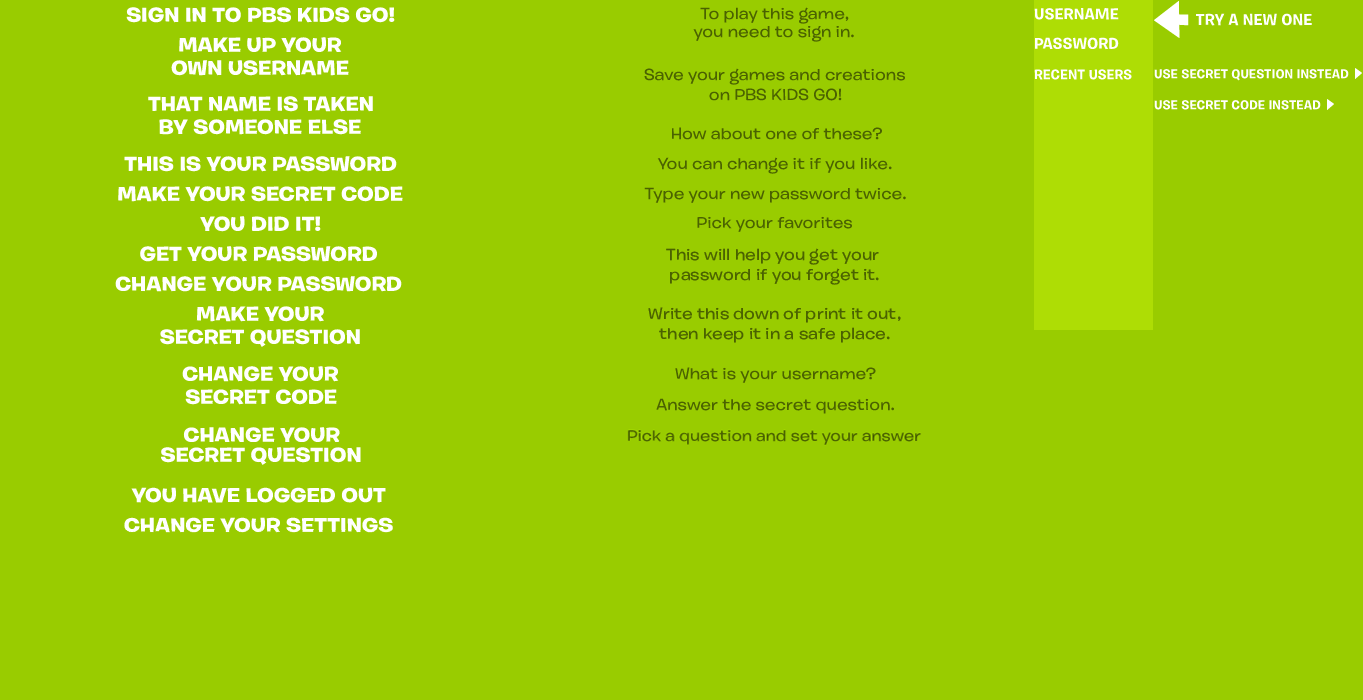 SIGN IN TO PBS KIDS GO!
MAKE UP YOUR
OWN USERNAME
THAT NAME IS TAKEN
BY SOMEONE ELSE
THIS IS YOUR PASSWORD
MAKE YOUR SECRET CODE
YOU DID IT!
GET YOUR PASSWORD
CHANGE YOUR PASSWORD
MAKE YOUR
SECRET QUESTION
CHANGE YOUR
SECRET CODE
CHANGE YOUR
SECRET QUESTION
YOU HAVE LOGGED OUT
CHANGE YOUR SETTINGS
To play this game,
you need to sign in.
Save your games and creations
on PBS KIDS GO!
How about one of these?
You can change it if you like.
Type your new password twice.
Pick your favorites
This will help you get your
password if you forget it.
Write this down of print it out,
then keep it in a safe place.
What is your username?
Answer the secret question.
Pick a question and set your answer
USERNAME
PASSWORD
RECENT USERS
TRY A NEW ONE
USE SECRET QUESTION INSTEAD
USE SECRET CODE INSTEAD